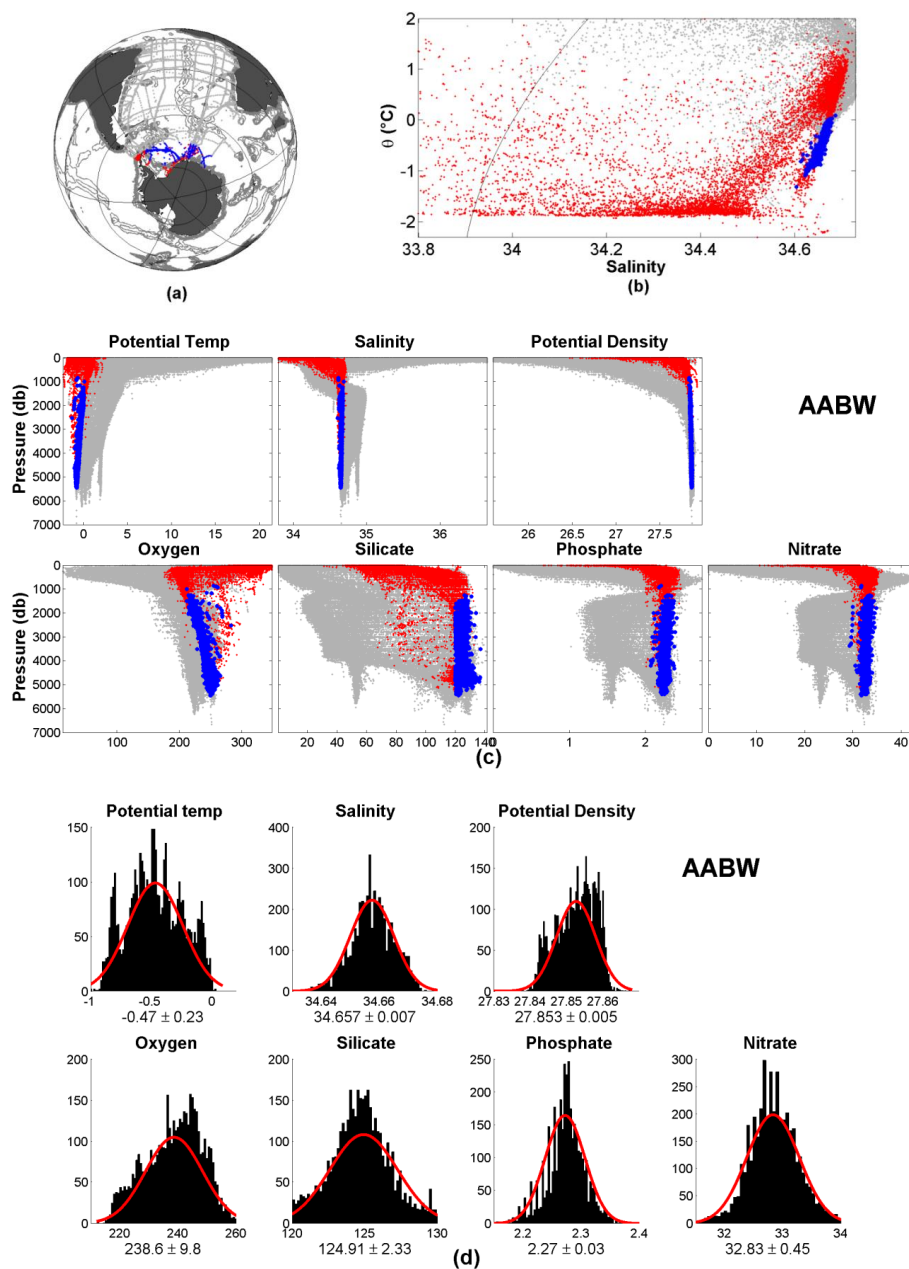 2
1
0
-1
-2
θ (°C)
33.8 34 34.2 34.4 34.6
Salinity
(a)
(b)
Potential Temp Salinity Potential Density
0
1000
2000
3000
4000
5000
6000
7000
Pressure (db)
AABW
0 5 10 15 20 34 35 36 26 26.5 27 27.5
Oxygen Silicate Phosphate Nitrate
0
1000
2000
3000
4000
5000
6000
7000
Pressure (db)
100 200 300 20 40 60 80 100 120 140 0 1 2 0 10 20 30 40
(c)
Potential temp Salinity Potential Density
AABW
150
100
50
0
400
300
200
100
0
200
150
100
50
0
-1 -0.5 0 34.64 34.66 34.68 27.83 27.84 27.85 27.86
-0.47 ± 0.23 34.657 ± 0.007 27.853 ± 0.005
Oxygen Silicate Phosphate Nitrate
200
150
100
50
0
200
150
100
50
0
250
200
150
100
50
0
300
250
200
150
100
50
0
220 240 260 120 125 130 2.2 2.3 2.4 32 33 34
238.6 ± 9.8 124.91 ± 2.33 2.27 ± 0.03 32.83 ± 0.45
(d)